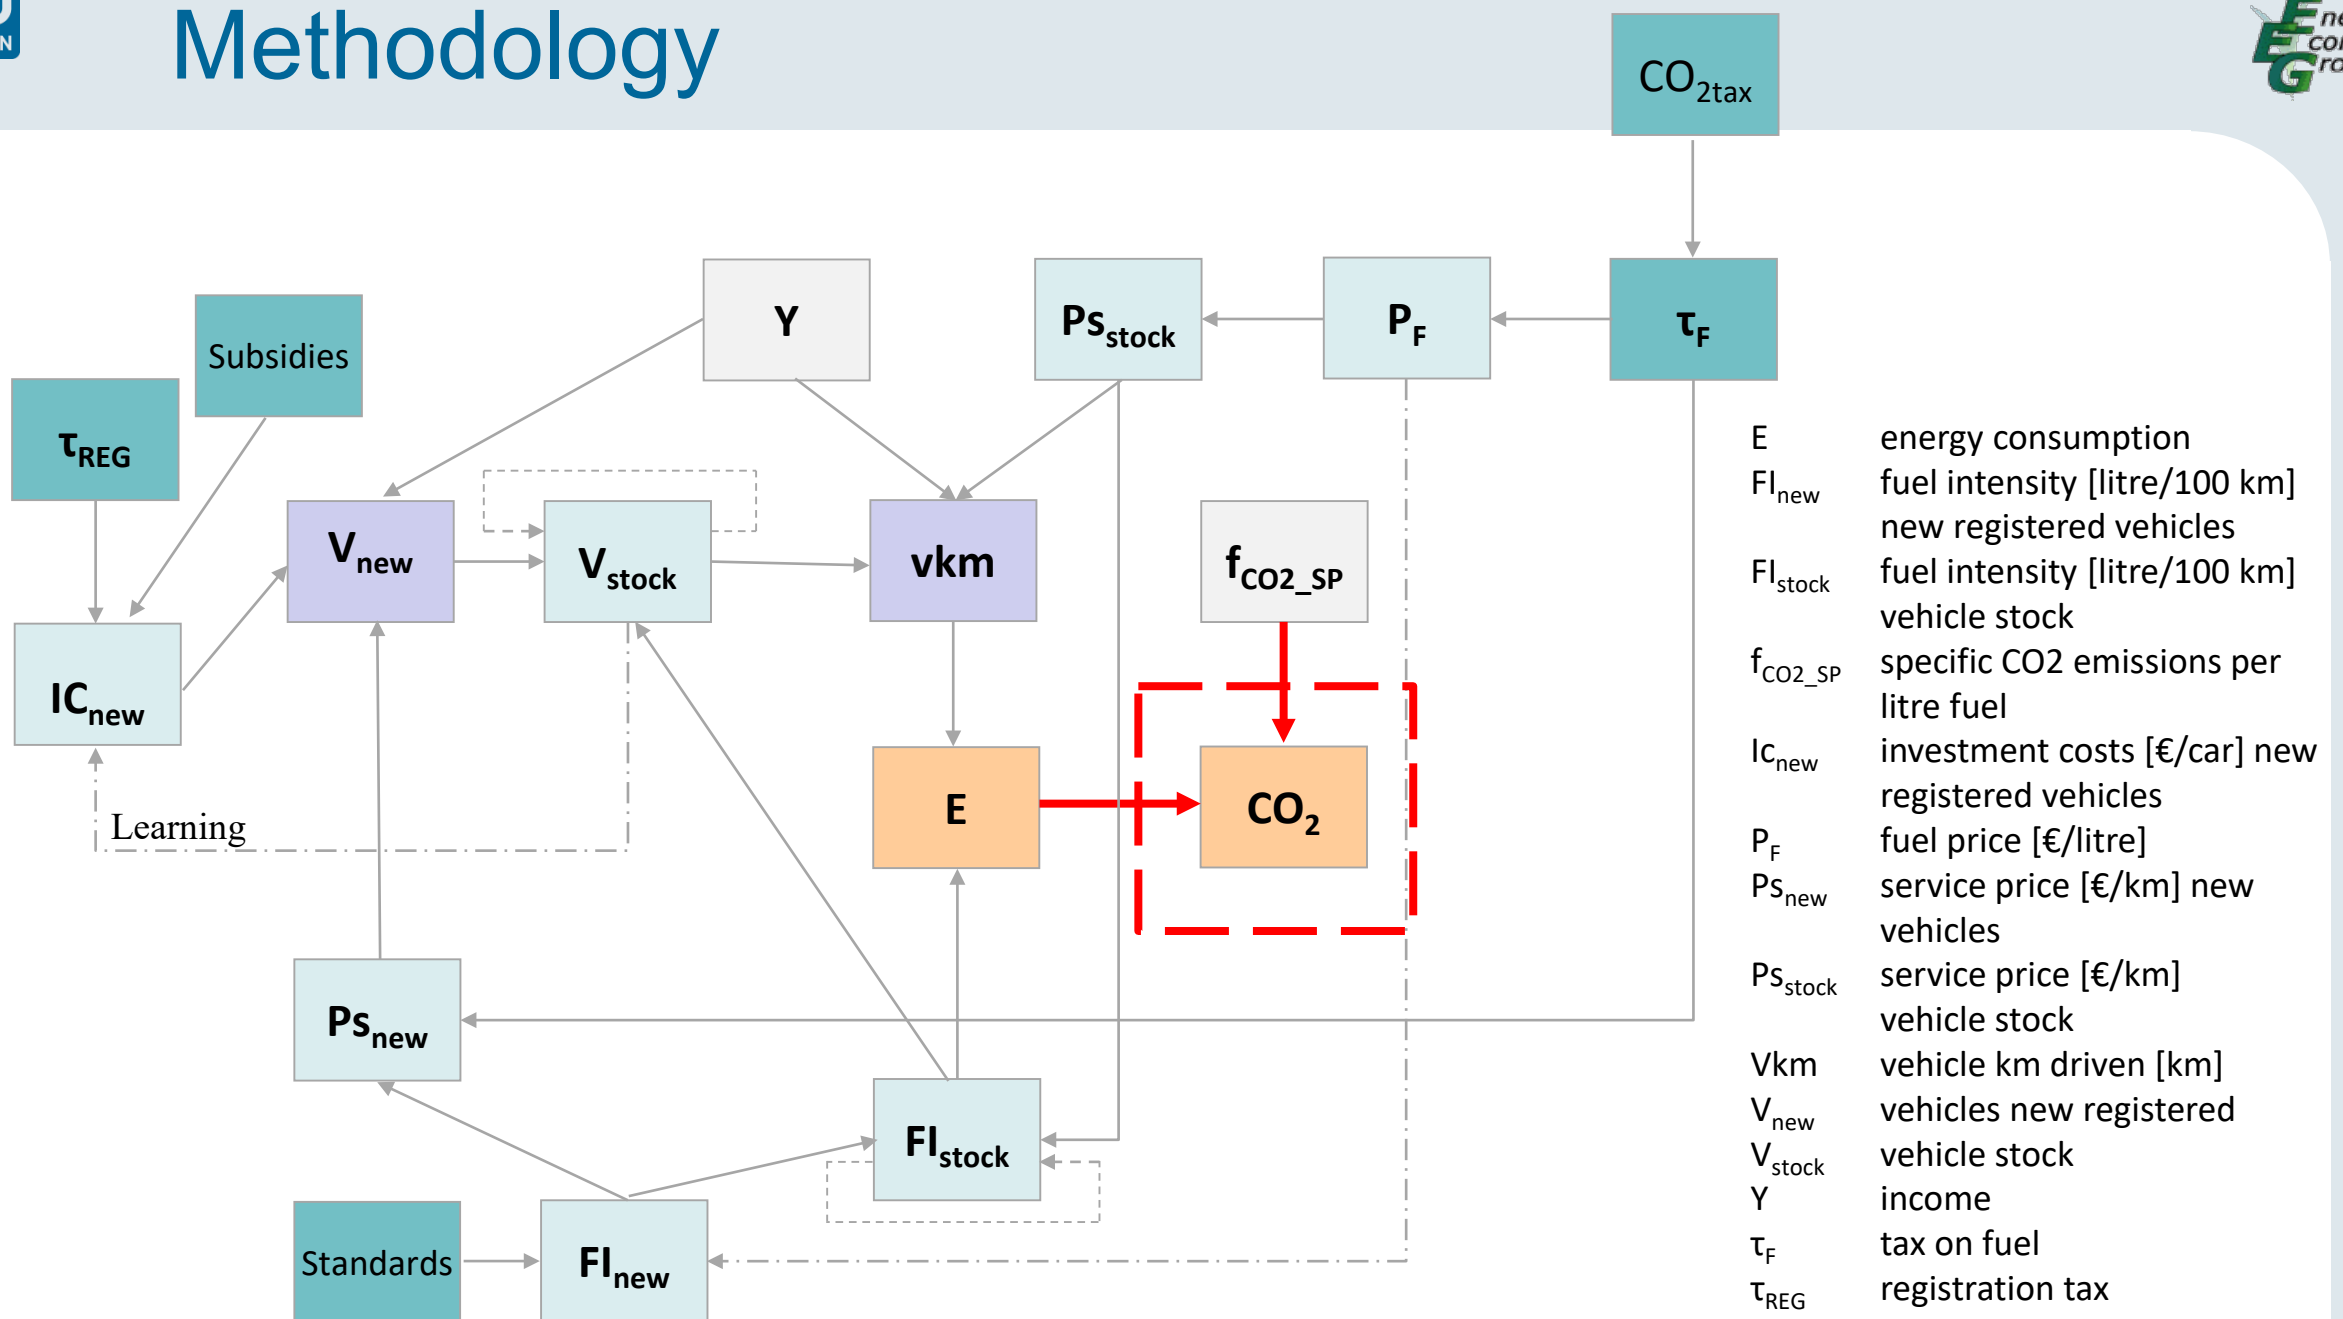 Methodology
CO2tax
Y
Psstock
PF
τF
Subsidies
τREG
Vnew
Vstock
vkm
fCO2_SP
ICnew
E
CO2
Learning
Psnew
FIstock
Standards
FInew
E energy consumption
FInew fuel intensity [litre/100 km]
new registered vehicles
FIstock fuel intensity [litre/100 km]
vehicle stock
fCO2_SP specific CO2 emissions per
litre fuel
Icnew investment costs [€/car] new
registered vehicles
PF fuel price [€/litre]
Psnew service price [€/km] new
vehicles
Psstock service price [€/km]
vehicle stock
Vkm vehicle km driven [km]
Vnew vehicles new registered
Vstock vehicle stock
Y income
τF tax on fuel
τREG registration tax